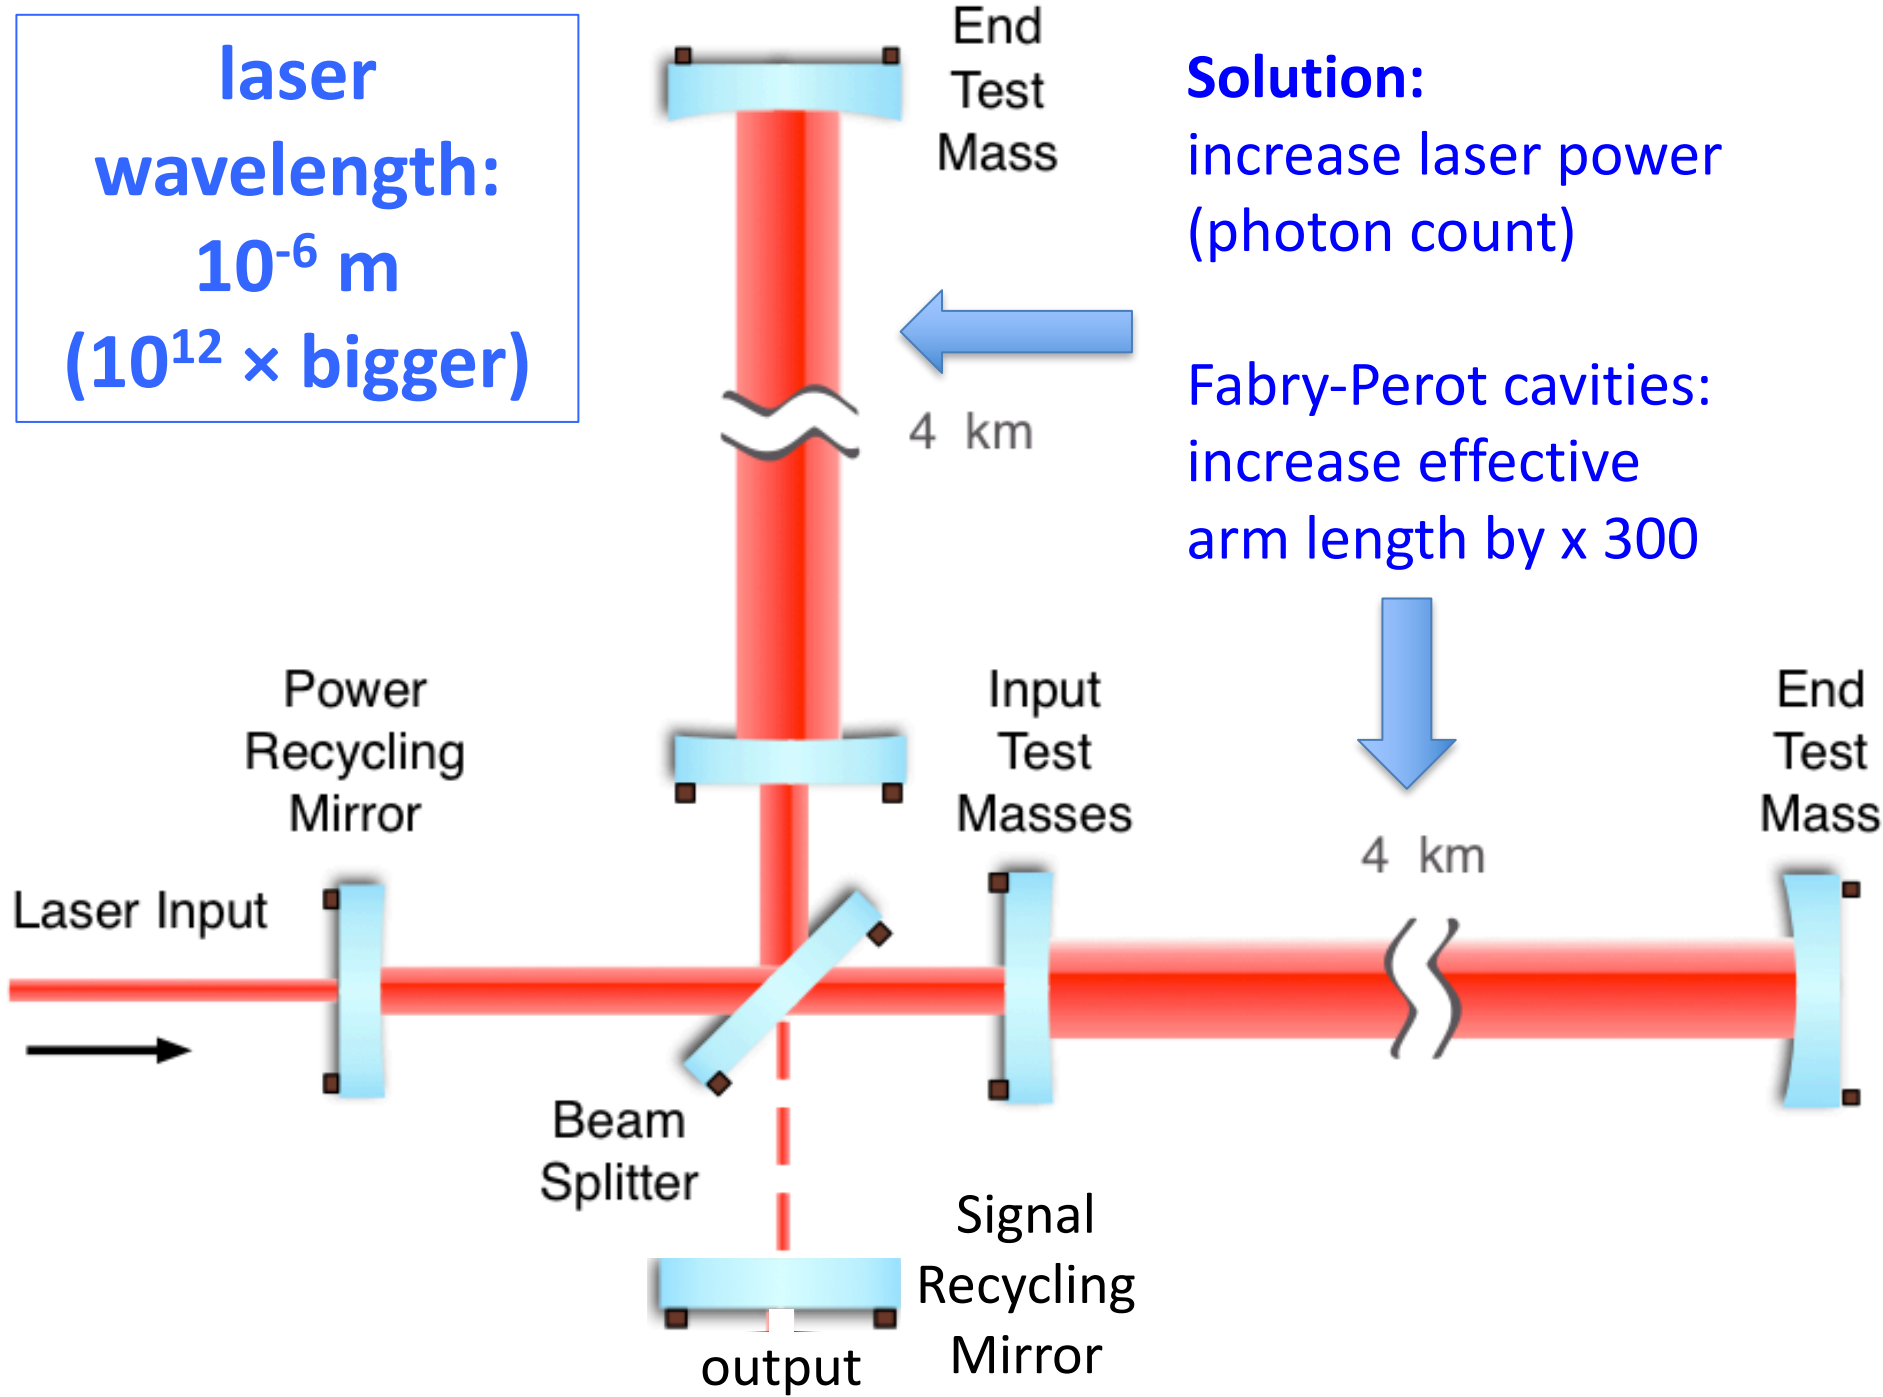 laser
wavelength:
10⁻⁶ m
(10¹² × bigger)
End
Test
Mass
Solution:
increase laser power
(photon count)
4 km
Fabry-Perot cavities:
increase effective
arm length by x 300
Power
Recycling
Mirror
Input
Test
Masses
End
Test
Mass
4 km
Laser Input
Beam
Splitter
Signal
Recycling
Mirror
output